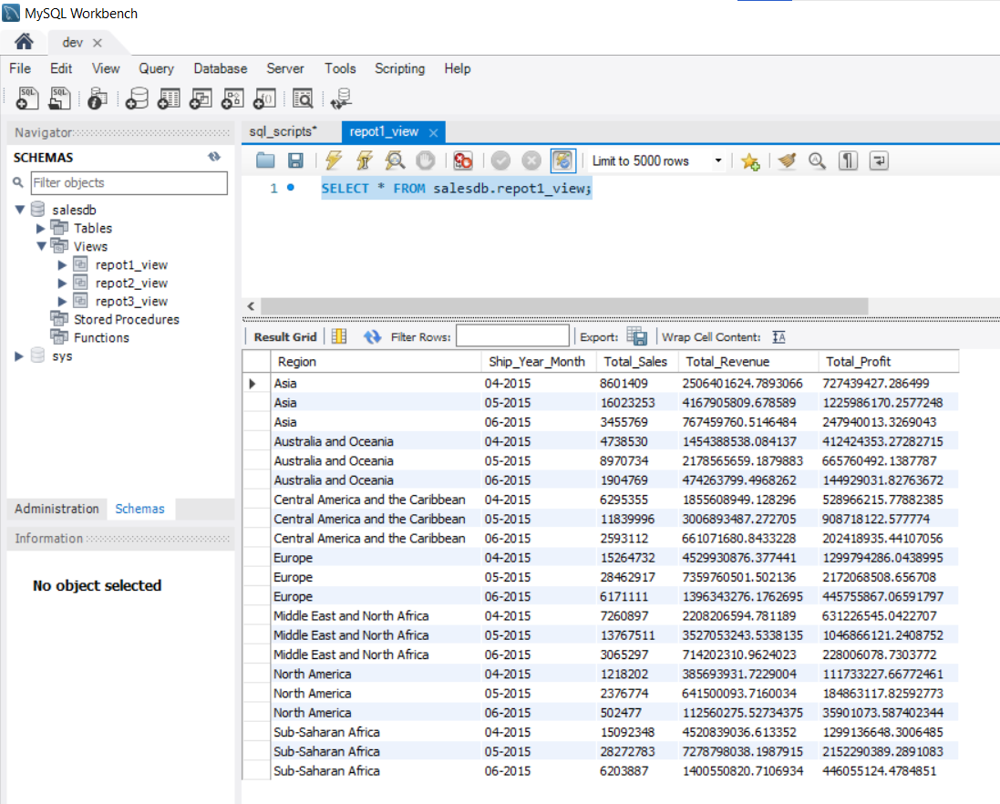 MySQL Workbench
dev
File Edit View Query Database Server Tools Scripting Help
Navigator
SCHEMAS
Filter objects
salesdb
Tables
Views
repot1_view
repot2_view
repot3_view
Stored Procedures
Functions
sys
Administration Schemas
Information
No object selected
sql_scripts* repot1_view
Limit to 5000 rows
1 SELECT * FROM salesdb.repot1_view;
Result Grid Filter Rows: Export: Wrap Cell Content:
Region Ship_Year_Month Total_Sales Total_Revenue Total_Profit
Asia 04-2015 8601409 2506401624.7893066 727439427.286499
Asia 05-2015 16023253 4167905809.678589 1225986170.2577248
Asia 06-2015 3455769 767459760.5146484 247940013.3269043
Australia and Oceania 04-2015 4738530 1454388538.084137 412424353.27282715
Australia and Oceania 05-2015 8970734 2178565659.1879883 665760492.1387787
Australia and Oceania 06-2015 1904769 474263799.4968262 144929031.82763672
Central America and the Caribbean 04-2015 6295355 1855608949.128296 528966215.77882385
Central America and the Caribbean 05-2015 11839996 3006893487.272705 908718122.577774
Central America and the Caribbean 06-2015 2593112 661071680.8433228 202418935.44107056
Europe 04-2015 15264732 4529930876.377441 1299794286.0438995
Europe 05-2015 28462917 7359760501.502136 2172068508.656708
Europe 06-2015 6171111 1396343276.1762695 445755867.06591797
Middle East and North Africa 04-2015 7260897 2208206594.781189 631226545.0422707
Middle East and North Africa 05-2015 13767511 3527053243.5338135 1046866121.2408752
Middle East and North Africa 06-2015 3065297 714202310.9624023 228006078.7303772
North America 04-2015 1218202 385693931.7229004 111733227.66772461
North America 05-2015 2376774 641500093.7160034 184863117.82592773
North America 06-2015 502477 112560275.52734375 35901073.587402344
Sub-Saharan Africa 04-2015 15092348 4520839036.613352 1299136648.3006485
Sub-Saharan Africa 05-2015 28272783 7278798038.1987915 2152290389.2891083
Sub-Saharan Africa 06-2015 6203887 1400550820.7106934 446055124.4784851